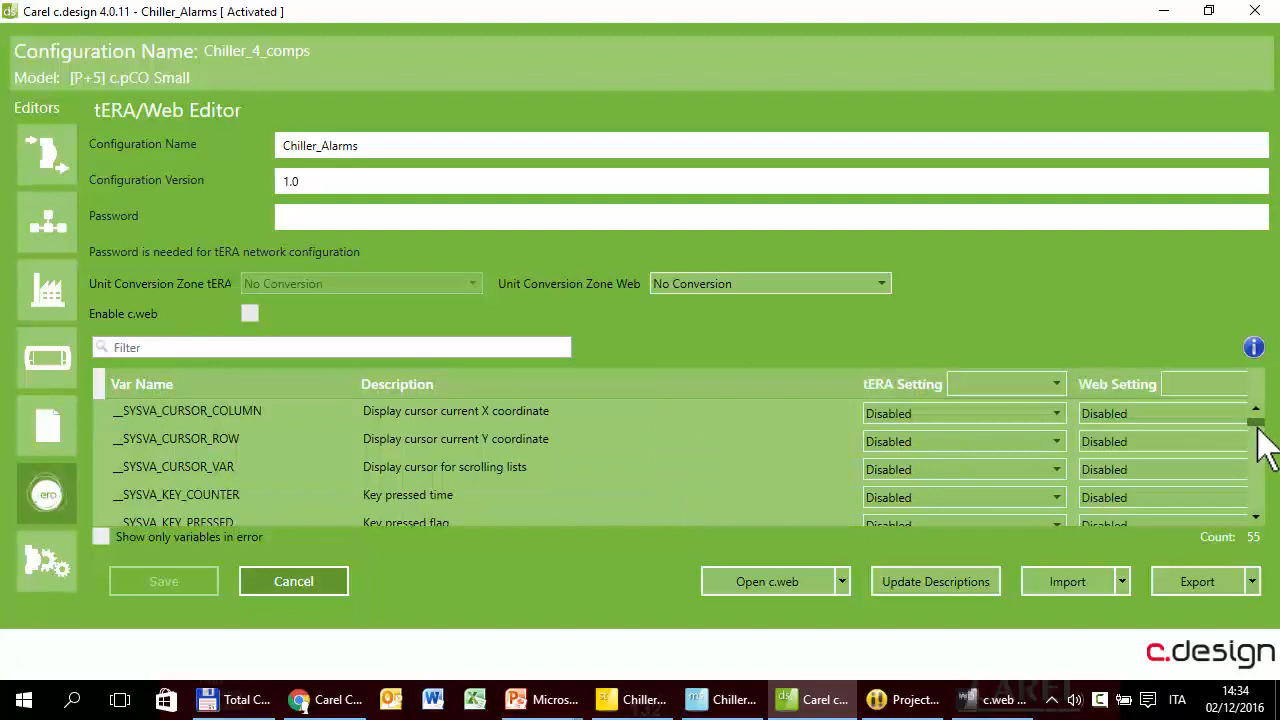 Carel c.design 4.0.11 - Chiller_Alarms [ Activated ]
Configuration Name: Chiller_4_comps
Model: [P+5] c.pCO Small
Editors
tERA/Web Editor
Configuration Name
Chiller_Alarms
Configuration Version
1.0
Password
Password is needed for tERA network configuration
Unit Conversion Zone tERA
No Conversion
Unit Conversion Zone Web
No Conversion
Enable c.web
Filter
Var Name Description tERA Setting Web Setting
__SYSVA_CURSOR_COLUMN Display cursor current X coordinate Disabled Disabled
__SYSVA_CURSOR_ROW Display cursor current Y coordinate Disabled Disabled
__SYSVA_CURSOR_VAR Display cursor for scrolling lists Disabled Disabled
__SYSVA_KEY_COUNTER Key pressed time Disabled Disabled
__SYSVA_KEY_PRESSED Key pressed flag Disabled Disabled
Show only variables in error
Count: 55
Save Cancel Open c.web Update Descriptions Import Export
c.design
Total C... Carel C... Micros... Chiller... Chiller... Carel c... Project... c.web ... ITA
14:34
02/12/2016